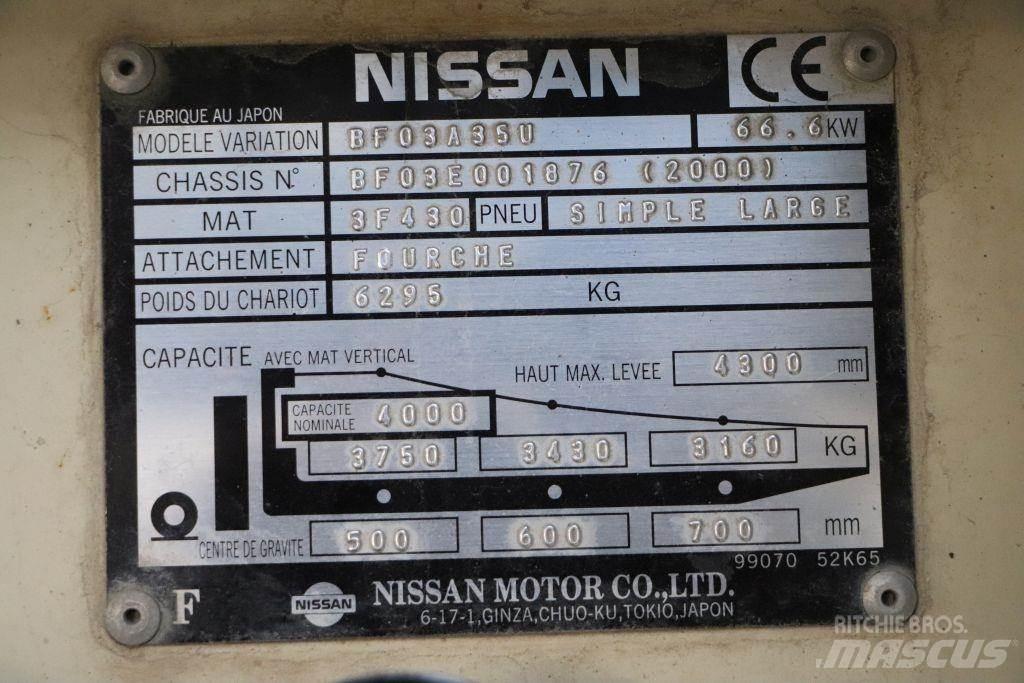 NISSAN CE
FABRIQUE AU JAPON
MODELE VARIATION BF03A35U 66.6KW
CHASSIS N° BF03E001876 (2000)
MAT 3F430 PNEU SIMPLE LARGE
ATTACHEMENT FOURCHE
POIDS DU CHARIOT 6295 KG
CAPACITE AVEC MAT VERTICAL
HAUT MAX. LEVEE 4300 mm
CAPACITE NOMINALE 4000
3750 3430 3160 KG
CENTRE DE GRAVITE 500 600 700 mm
99070 52K65
F NISSAN NISSAN MOTOR CO.,LTD.
6-17-1,GINZA,CHUO-KU,TOKIO,JAPON
RITCHIE BROS.
MASCUS